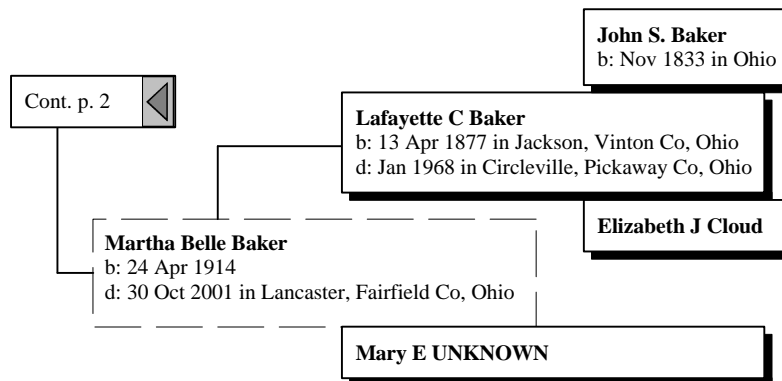 John S. Baker
b: Nov 1833 in Ohio
Cont. p. 2
Lafayette C Baker
b: 13 Apr 1877 in Jackson, Vinton Co, Ohio
d: Jan 1968 in Circleville, Pickaway Co, Ohio
Elizabeth J Cloud
Martha Belle Baker
b: 24 Apr 1914
d: 30 Oct 2001 in Lancaster, Fairfield Co, Ohio
Mary E UNKNOWN